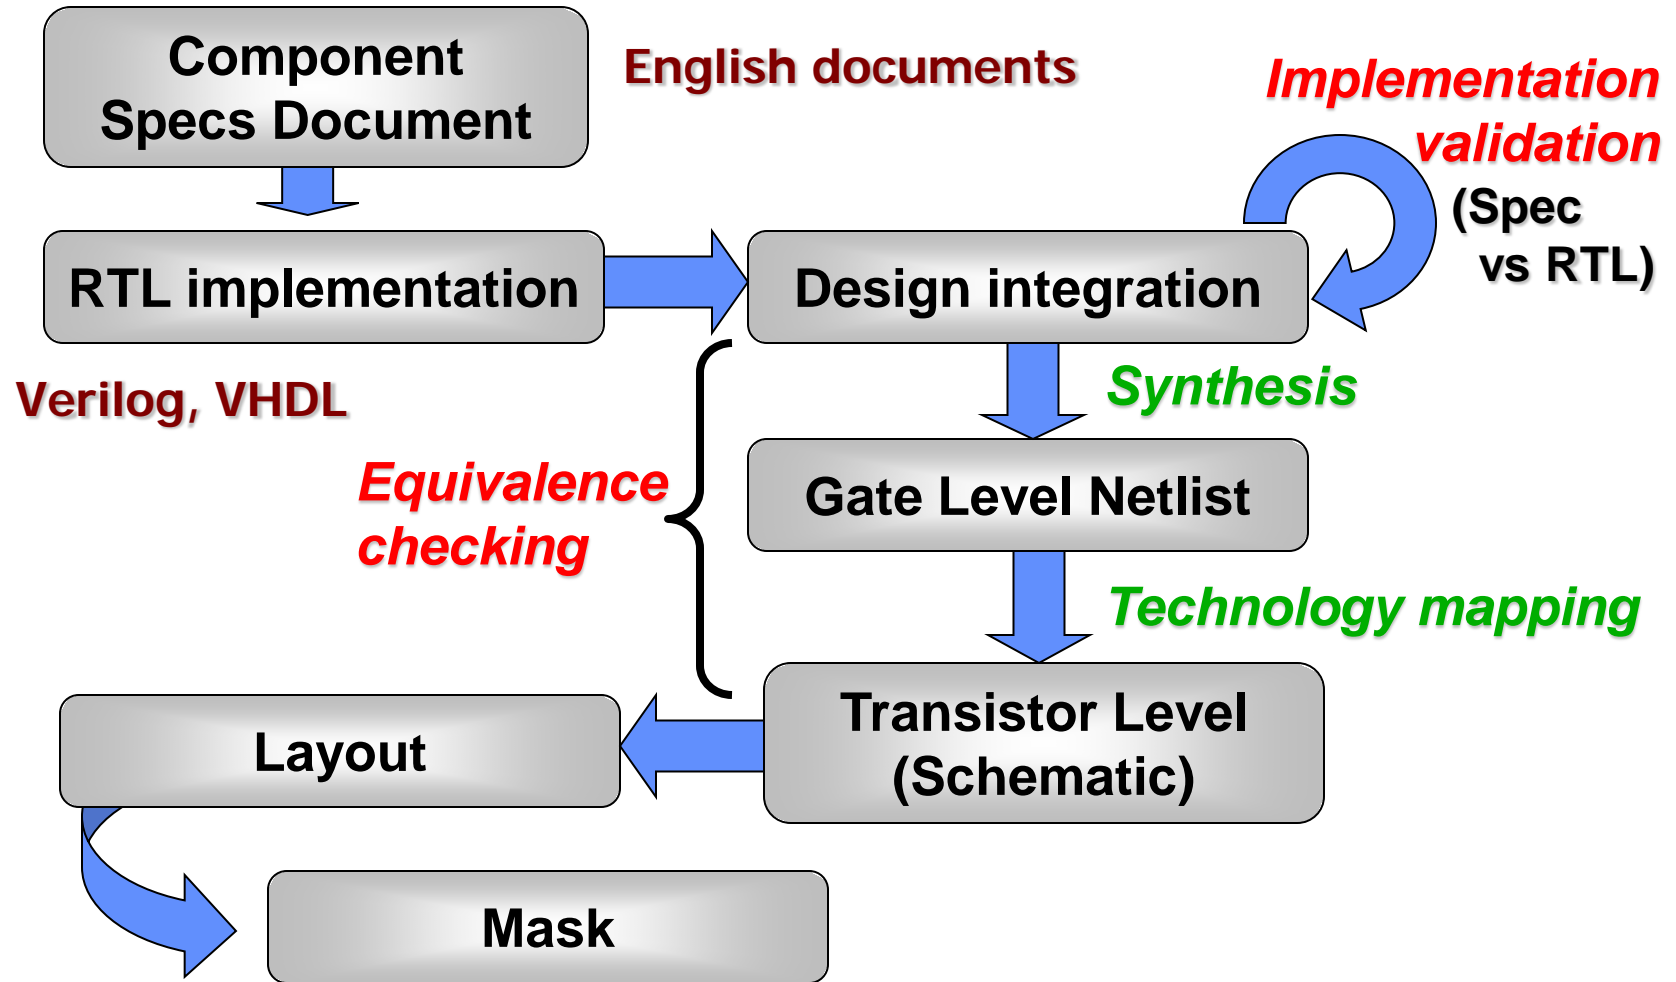 Component
Specs Document
English documents
Implementation
validation
(Spec
vs RTL)
RTL implementation
Design integration
Verilog, VHDL
Synthesis
Equivalence
checking
Gate Level Netlist
Technology mapping
Transistor Level
(Schematic)
Layout
Mask